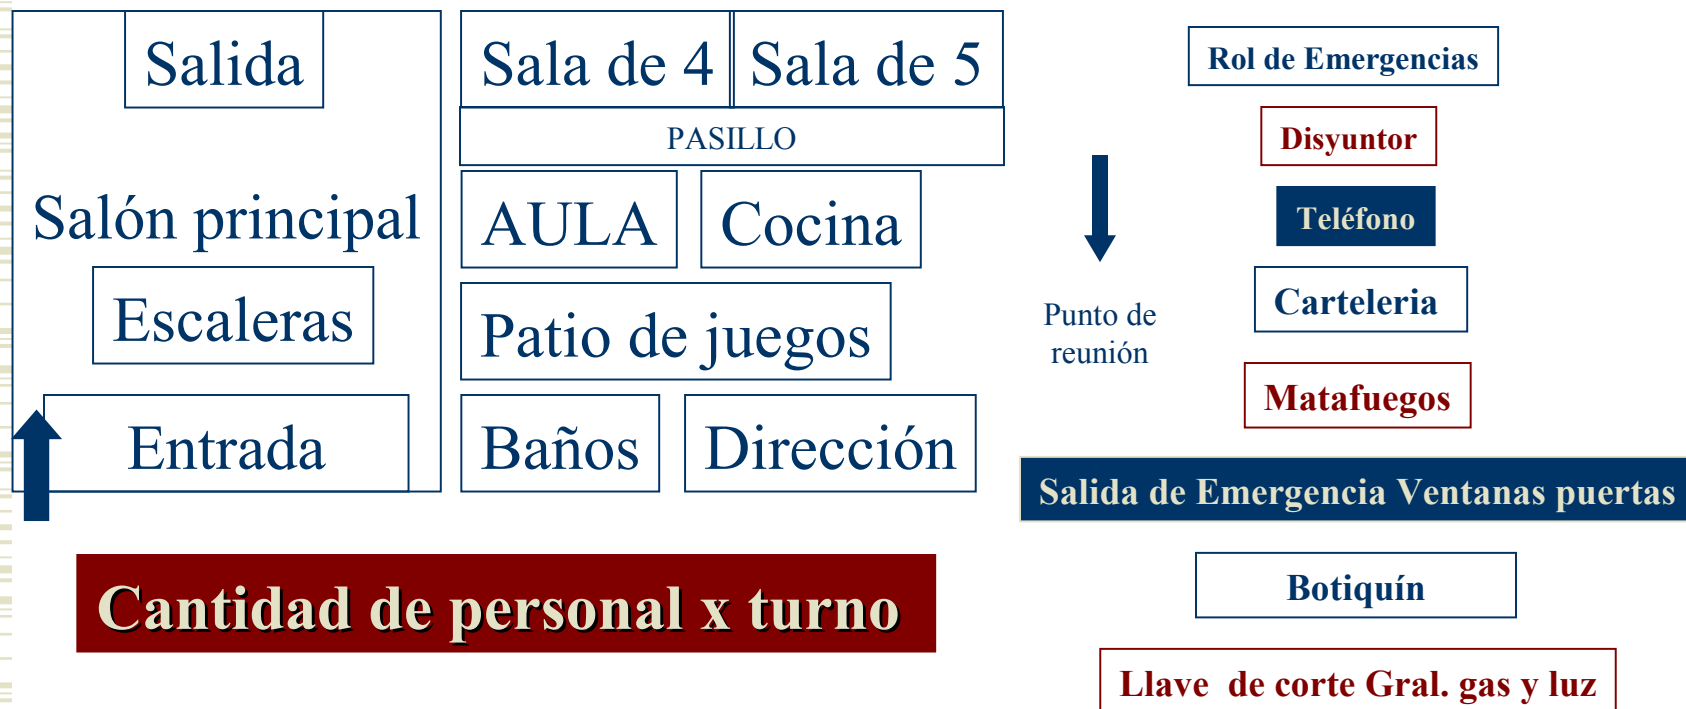 Salida
Salón principal
Escaleras
Entrada
Sala de 4
Sala de 5
PASILLO
AULA
Cocina
Patio de juegos
Baños
Dirección
Cantidad de personal x turno
Punto de
reunión
Rol de Emergencias
Disyuntor
Teléfono
Carteleria
Matafuegos
Salida de Emergencia Ventanas puertas
Botiquín
Llave de corte Gral. gas y luz